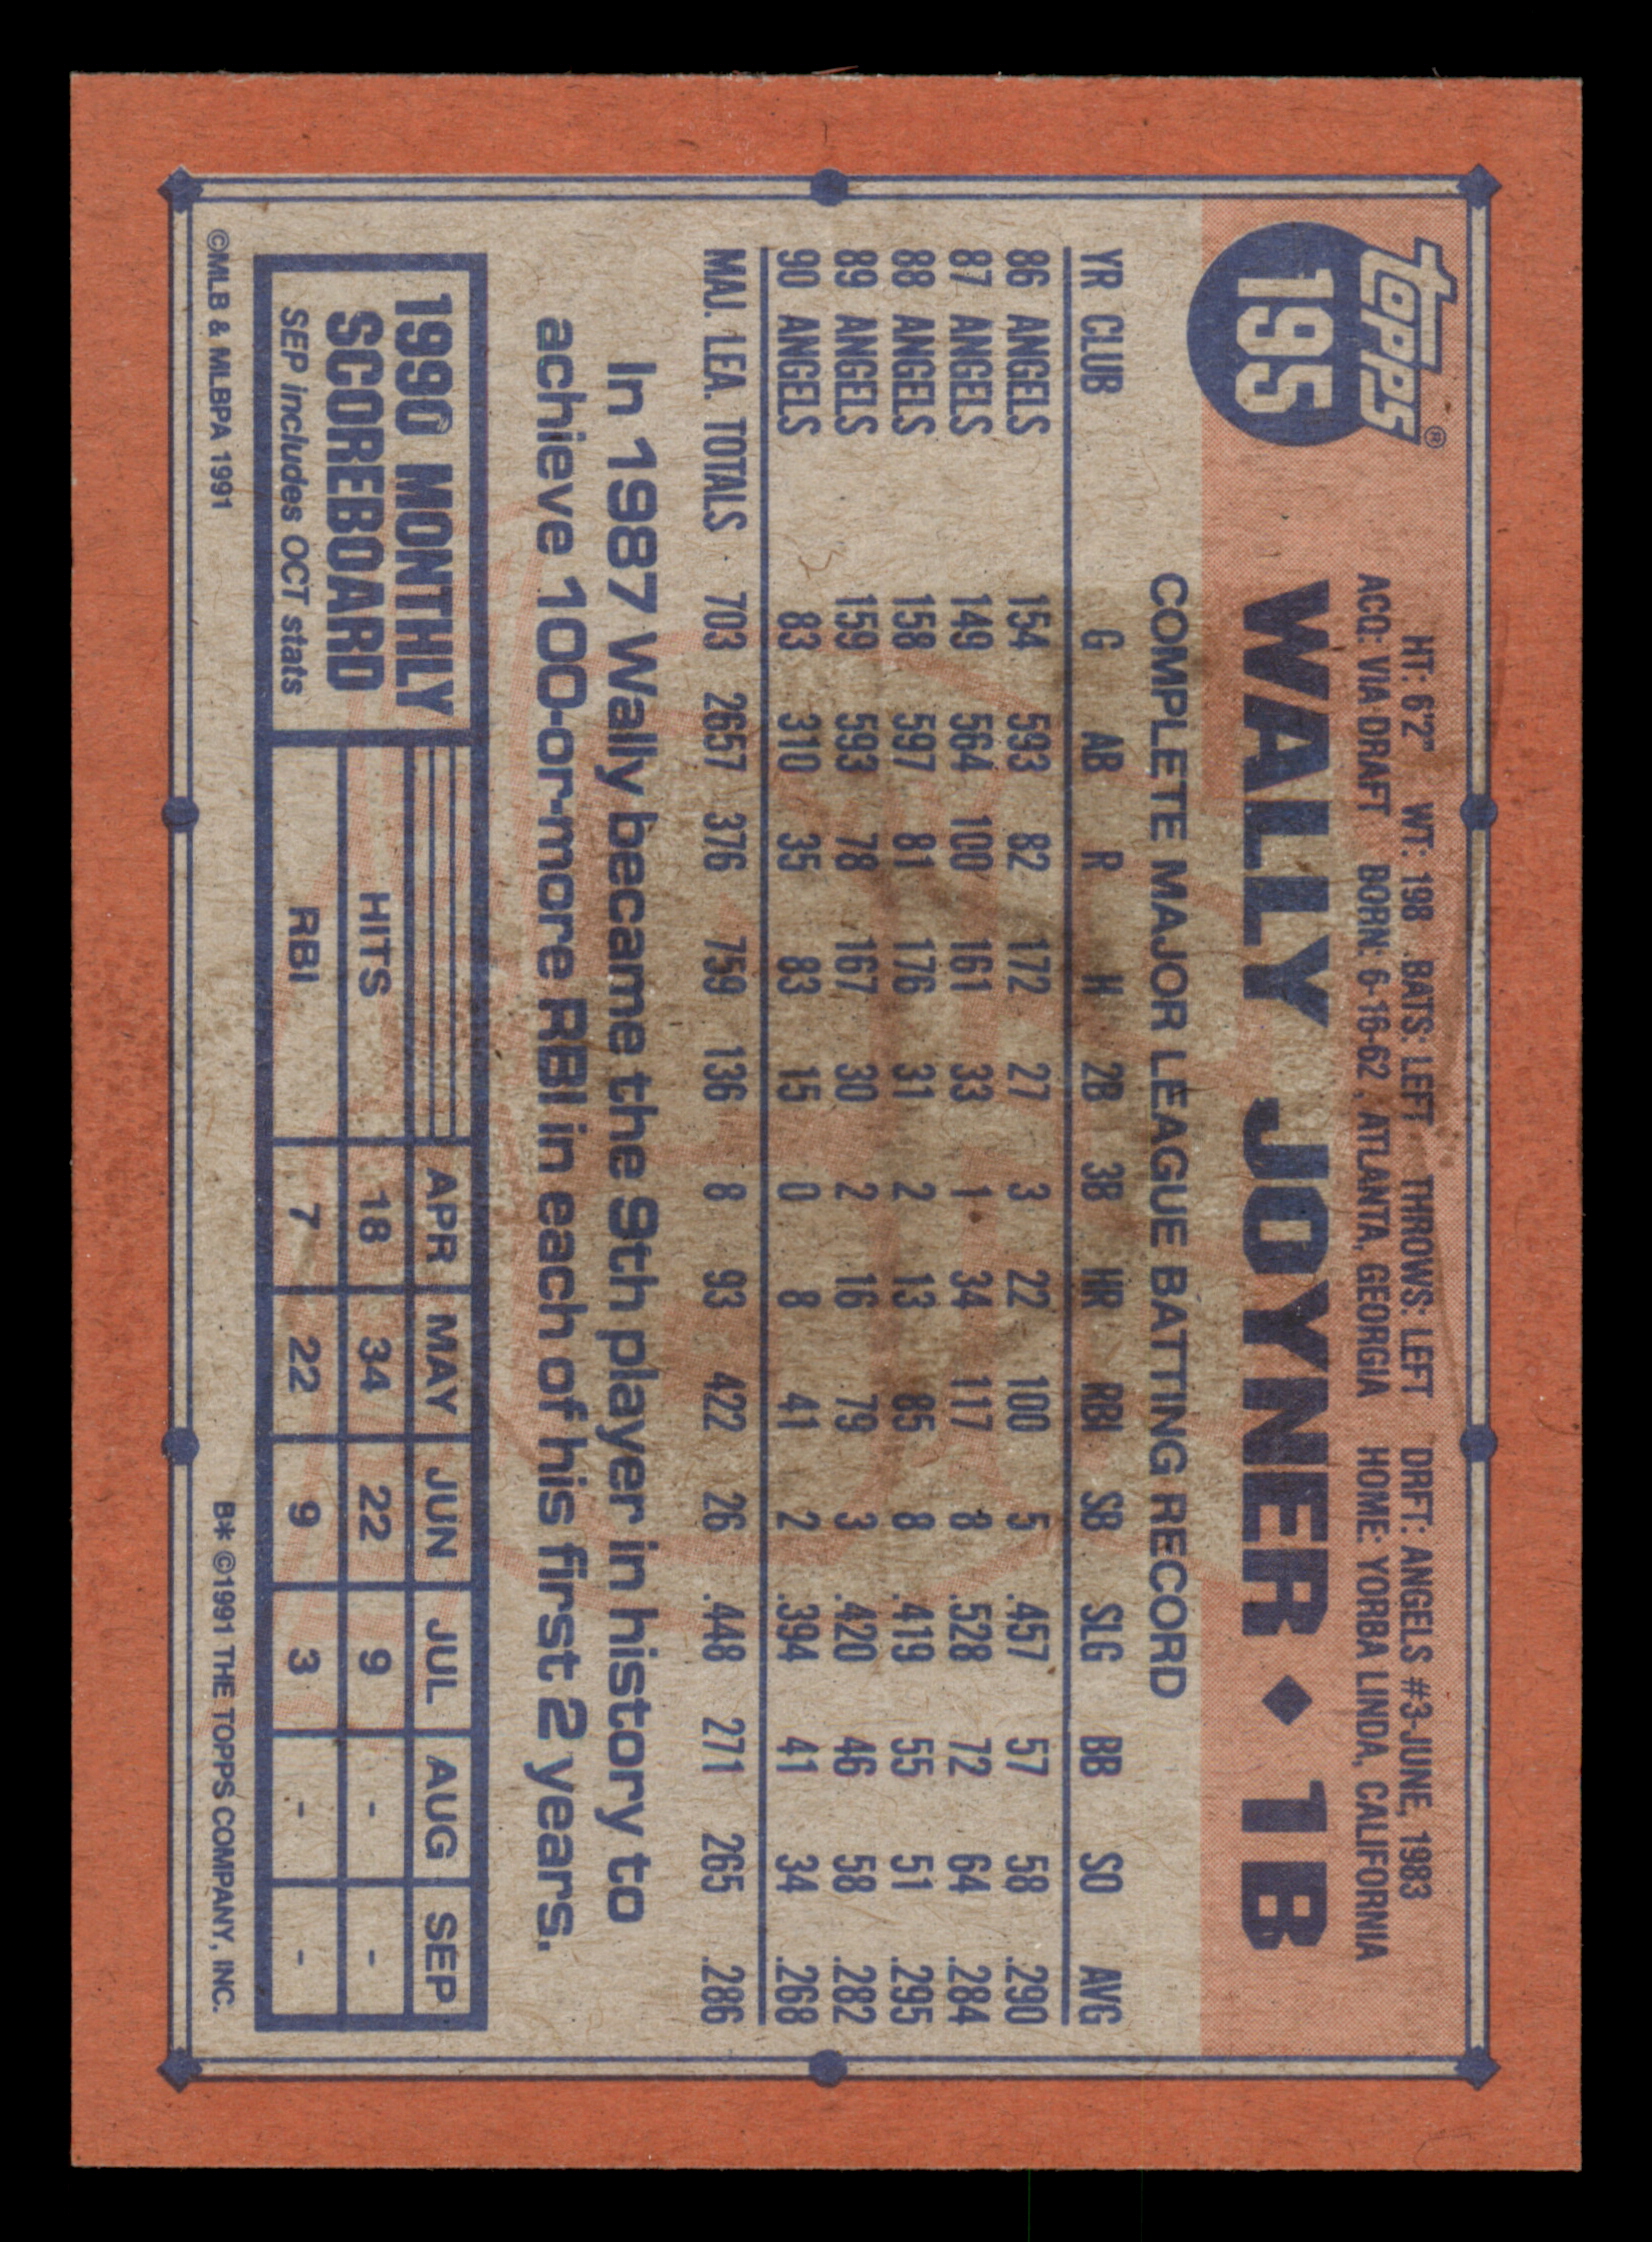 topps®
195
HT: 6'2" WT: 198 BATS: LEFT THROWS: LEFT DRFT: ANGELS #3-JUNE, 1983
ACQ: VIA DRAFT BORN: 6-16-62, ATLANTA, GEORGIA HOME: YORBA LINDA, CALIFORNIA
WALLY JOYNER ♦ 1B
COMPLETE MAJOR LEAGUE BATTING RECORD
YR CLUB G AB R H 2B 3B HR RBI SB SLG BB SO AVG
86 ANGELS 154 593 82 172 27 3 22 100 5 .457 57 58 .290
87 ANGELS 149 564 100 161 33 1 34 117 8 .528 72 64 .284
88 ANGELS 158 597 81 176 31 2 13 85 8 .419 55 51 .295
89 ANGELS 159 593 78 167 30 2 16 79 3 .420 46 58 .282
90 ANGELS 83 310 35 83 15 0 8 41 2 .394 41 34 .268
MAJ. LEA. TOTALS 703 2657 376 759 136 8 93 422 26 .448 271 265 .286
In 1987 Wally became the 9th player in history to
achieve 100-or-more RBI in each of his first 2 years.
1990 MONTHLY
SCOREBOARD
SEP includes OCT stats
APR MAY JUN JUL AUG SEP
HITS 18 34 22 9 - -
RBI 7 22 9 3 - -
©MLB & MLBPA 1991
B* ©1991 THE TOPPS COMPANY, INC.